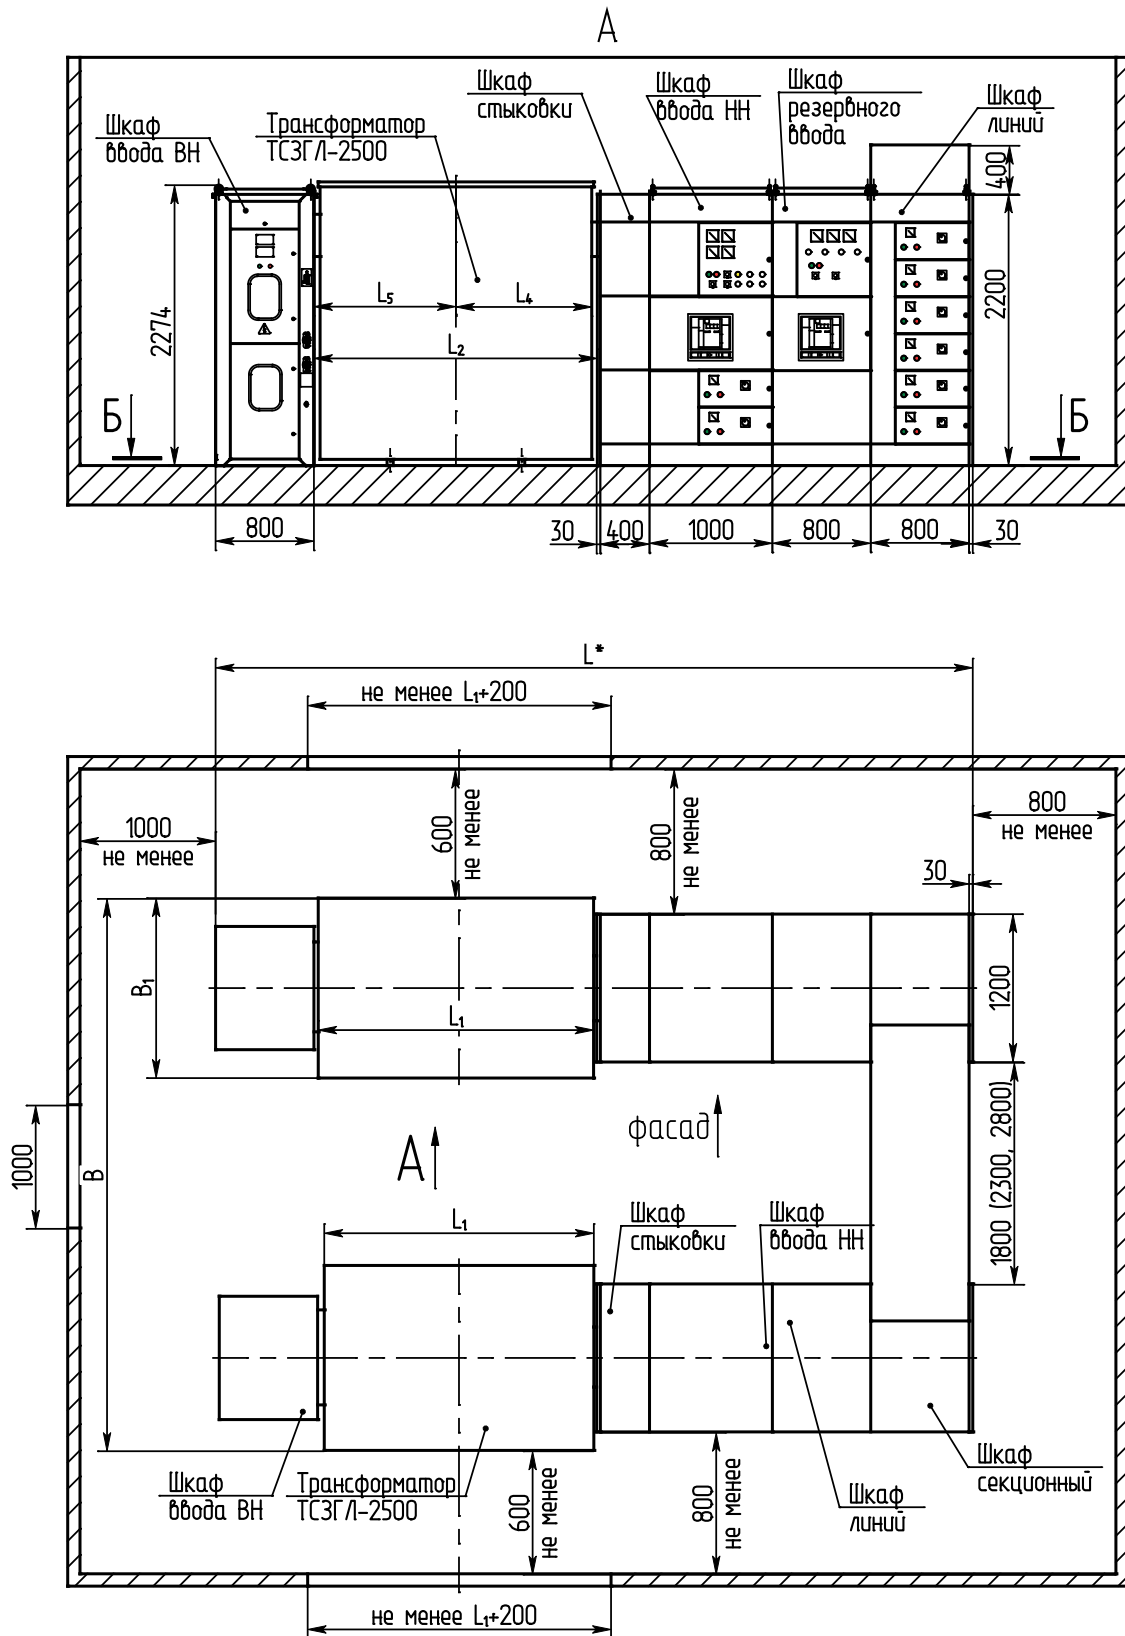 А
Шкаф
ввода ВН
Трансформатор
ТСЗГЛ-2500
Шкаф
стыковки
Шкаф
ввода НН
Шкаф
резервного
ввода
Шкаф
линий
400
2274
L5
L4
L2
2200
Б
Б
800
30
400
1000
800
800
30
L*
не менее L1+200
1000
не менее
600
не менее
800
не менее
800
не менее
30
B1
L1
1200
1000
В
А
фасад
1800 (2300, 2800)
L1
Шкаф
стыковки
Шкаф
ввода НН
Шкаф
ввода ВН
Трансформатор
ТСЗГЛ-2500
600
не менее
800
не менее
Шкаф
линий
Шкаф
секционный
не менее L1+200